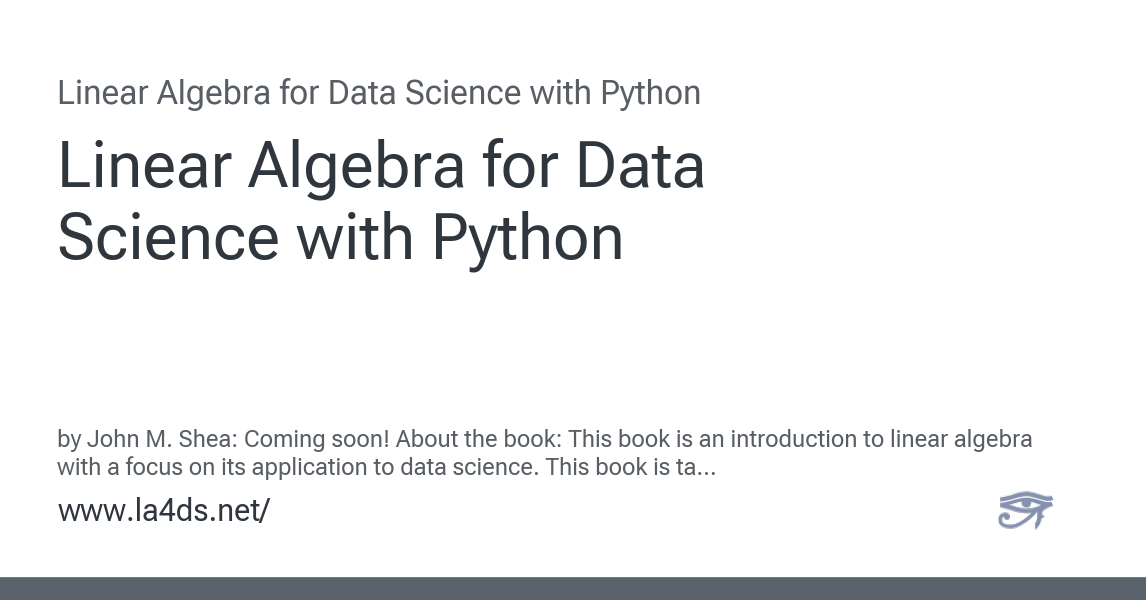 Linear Algebra for Data Science with Python
Linear Algebra for Data
Science with Python
by John M. Shea: Coming soon! About the book: This book is an introduction to linear algebra
with a focus on its application to data science. This book is ta...
www.la4ds.net/